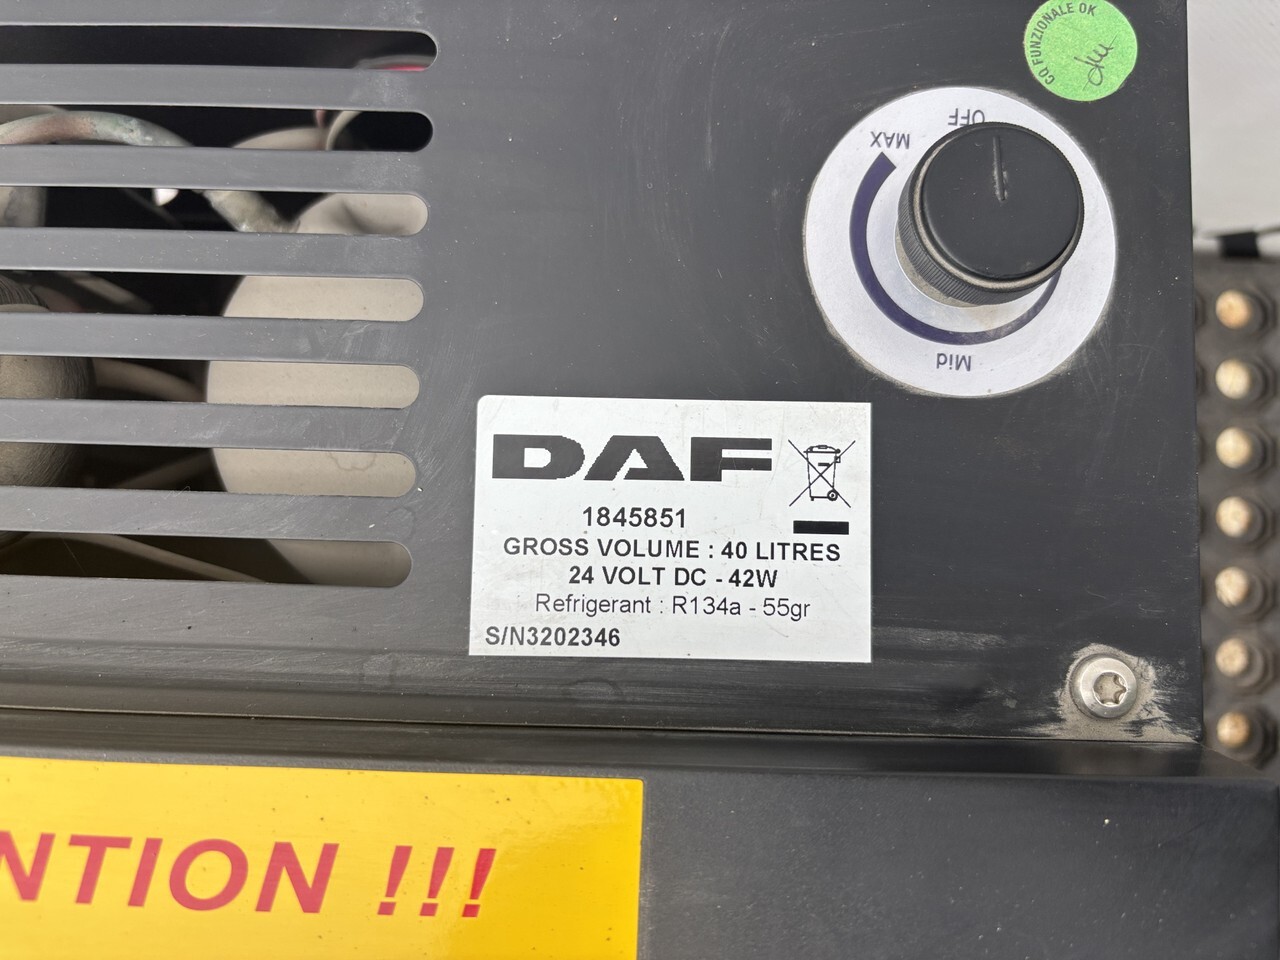 CQ FUNZIONALE OK
OFF
MAX
Mid
DAF
1845851
GROSS VOLUME : 40 LITRES
24 VOLT DC - 42W
Refrigerant : R134a - 55gr
S/N3202346
NTION !!!